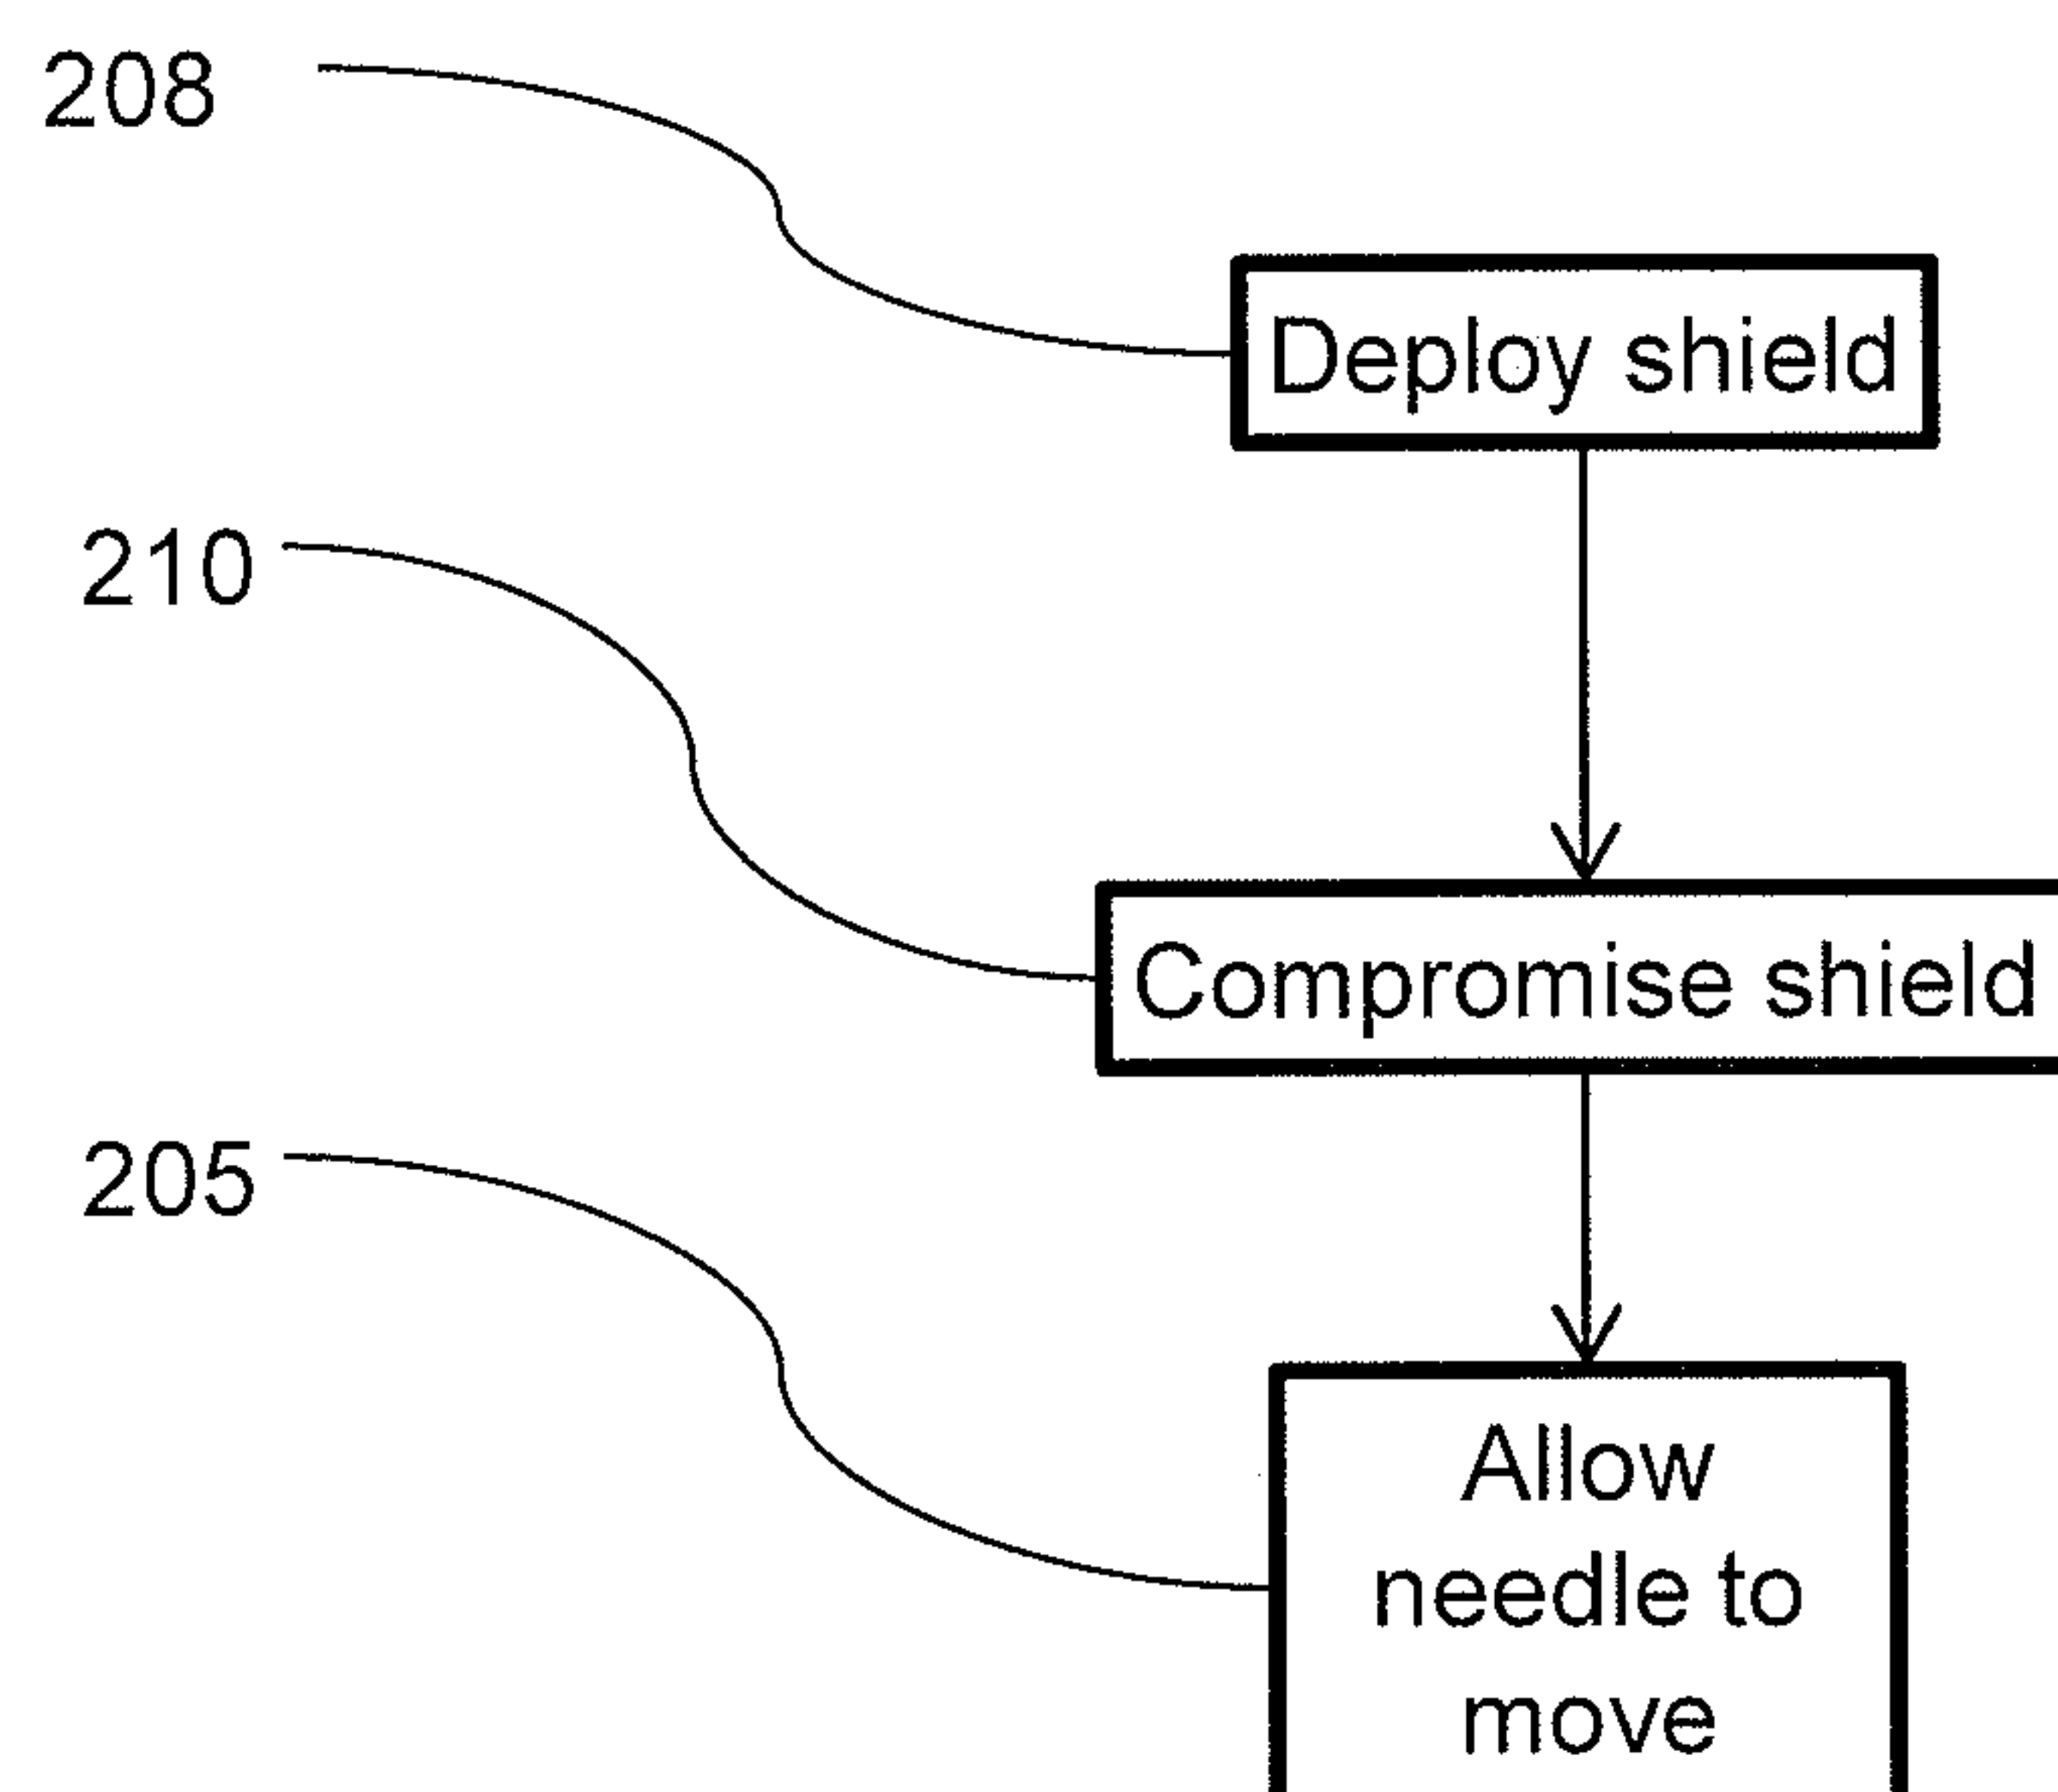 208
Deploy shield
210
Compromise shield
205
Allow
needle to
move